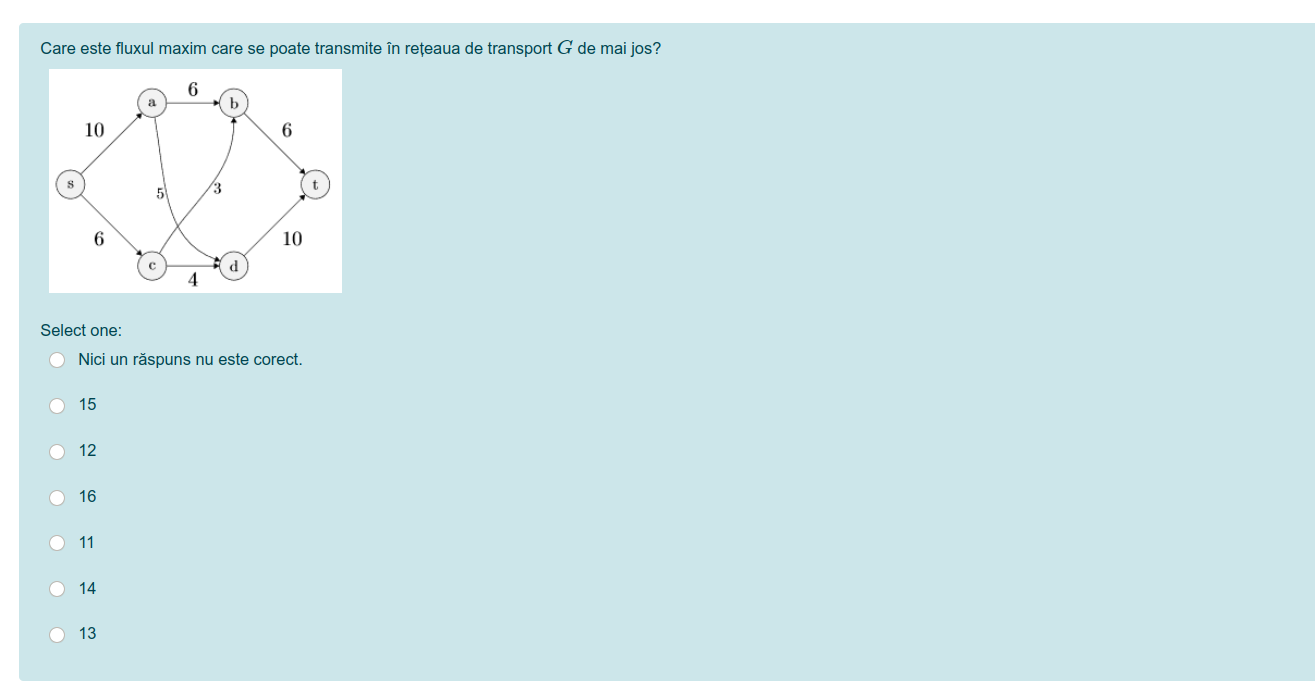 Care este fluxul maxim care se poate transmite în rețeaua de transport G de mai jos?
6
a
b
10
6
s
5
3
t
6
10
c
d
4
Select one:
Nici un răspuns nu este corect.
15
12
16
11
14
13